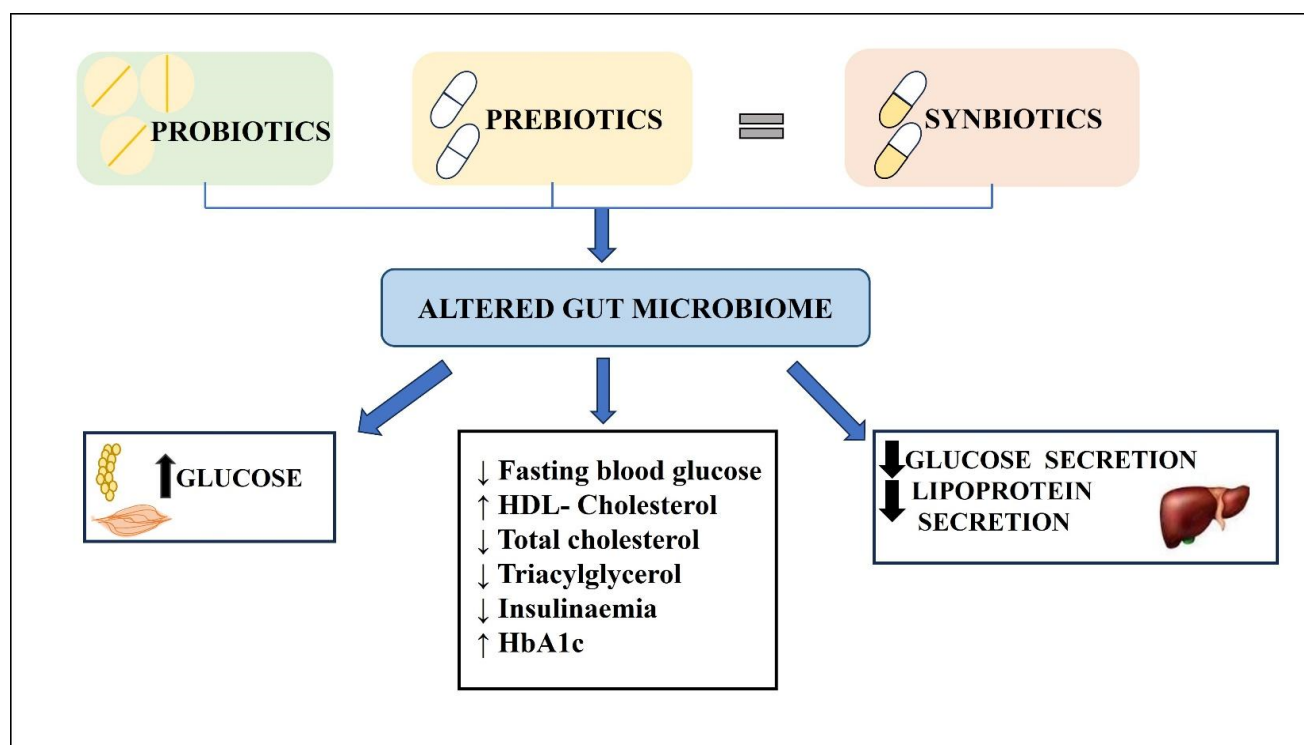 PROBIOTICS
PREBIOTICS
SYNBIOTICS
ALTERED GUT MICROBIOME
↑ GLUCOSE
↓ Fasting blood glucose
↑ HDL- Cholesterol
↓ Total cholesterol
↓ Triacylglycerol
↓ Insulinaemia
↑ HbA1c
↓ GLUCOSE SECRETION
↓ LIPOPROTEIN
SECRETION